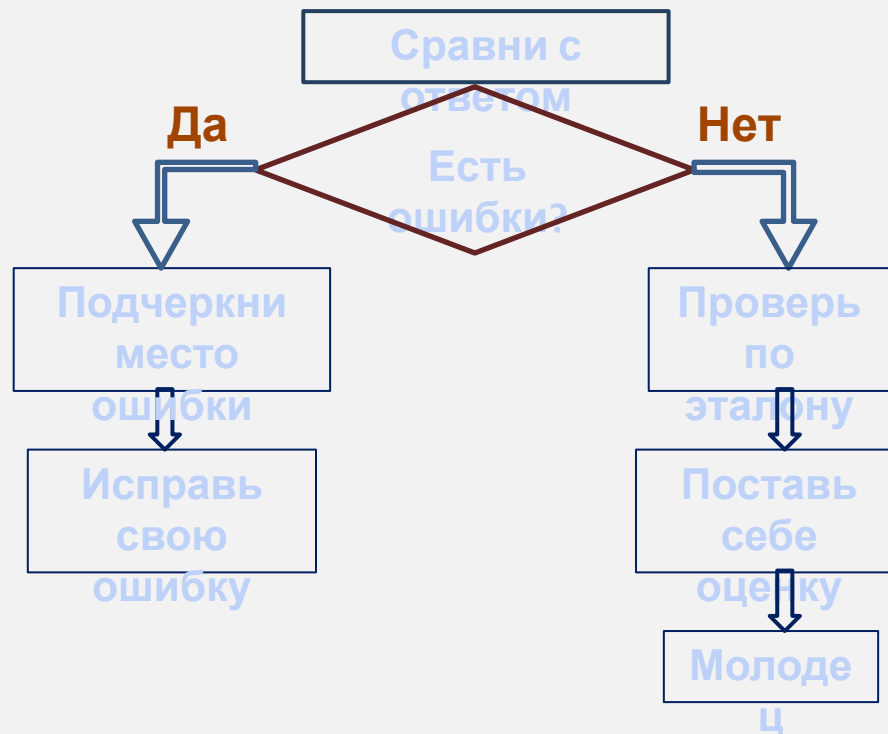 Сравни с
ответом
Да
Нет
Есть
ошибки?
Подчеркни
место
ошибки
Проверь
по
эталону
Исправь
свою
ошибку
Поставь
себе
оценку
Молоде
ц